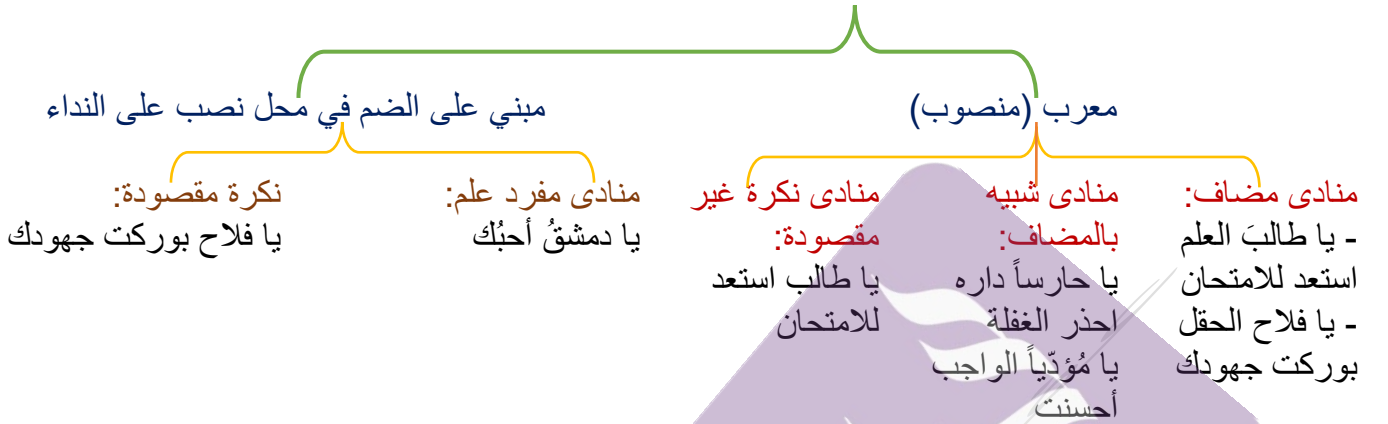 معرب (منصوب)
مبني على الضم في محل نصب على النداء
منادى مضاف:
- يا طالبَ العلم
استعد للامتحان
- يا فلاح الحقل
بوركت جهودك
منادى شبيه
بالمضاف:
يا حارساً داره
احذر الغفلة
يا مُؤدّياً الواجب
أحسنت
منادى نكرة غير
مقصودة:
يا طالب استعد
للامتحان
منادى مفرد علم:
يا دمشقُ أحبُك
نكرة مقصودة:
يا فلاح بوركت جهودك